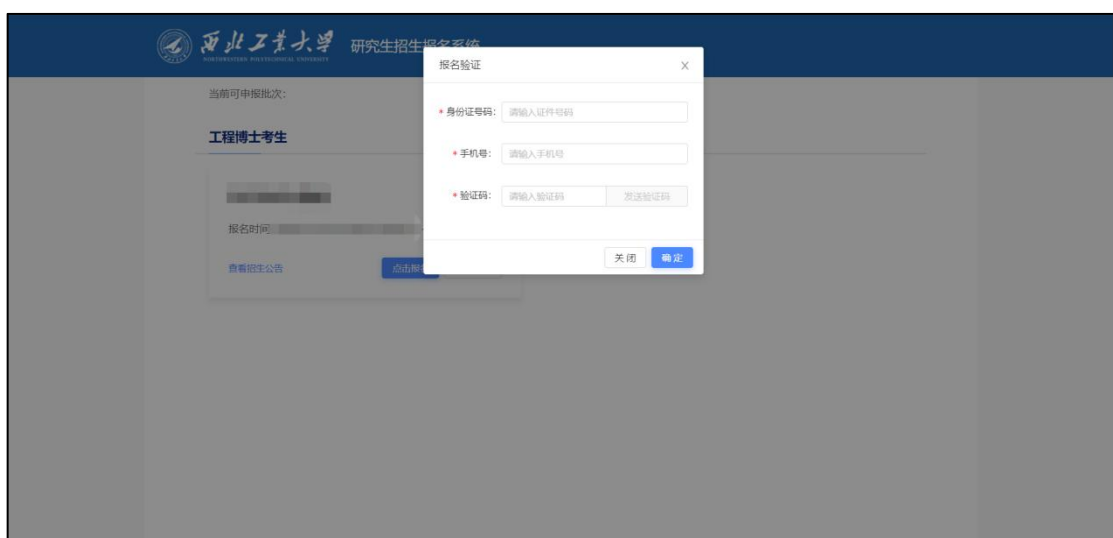 西北工业大学 研究生招生报名系统
NORTHWESTERN POLYTECHNICAL UNIVERSITY
报名验证 X
当前可申报批次:
* 身份证号码: 请输入证件号码
工程博士考生
* 手机号: 请输入手机号
* 验证码: 请输入验证码 发送验证码
报名时间
关闭 确定
查看招生公告 点击报